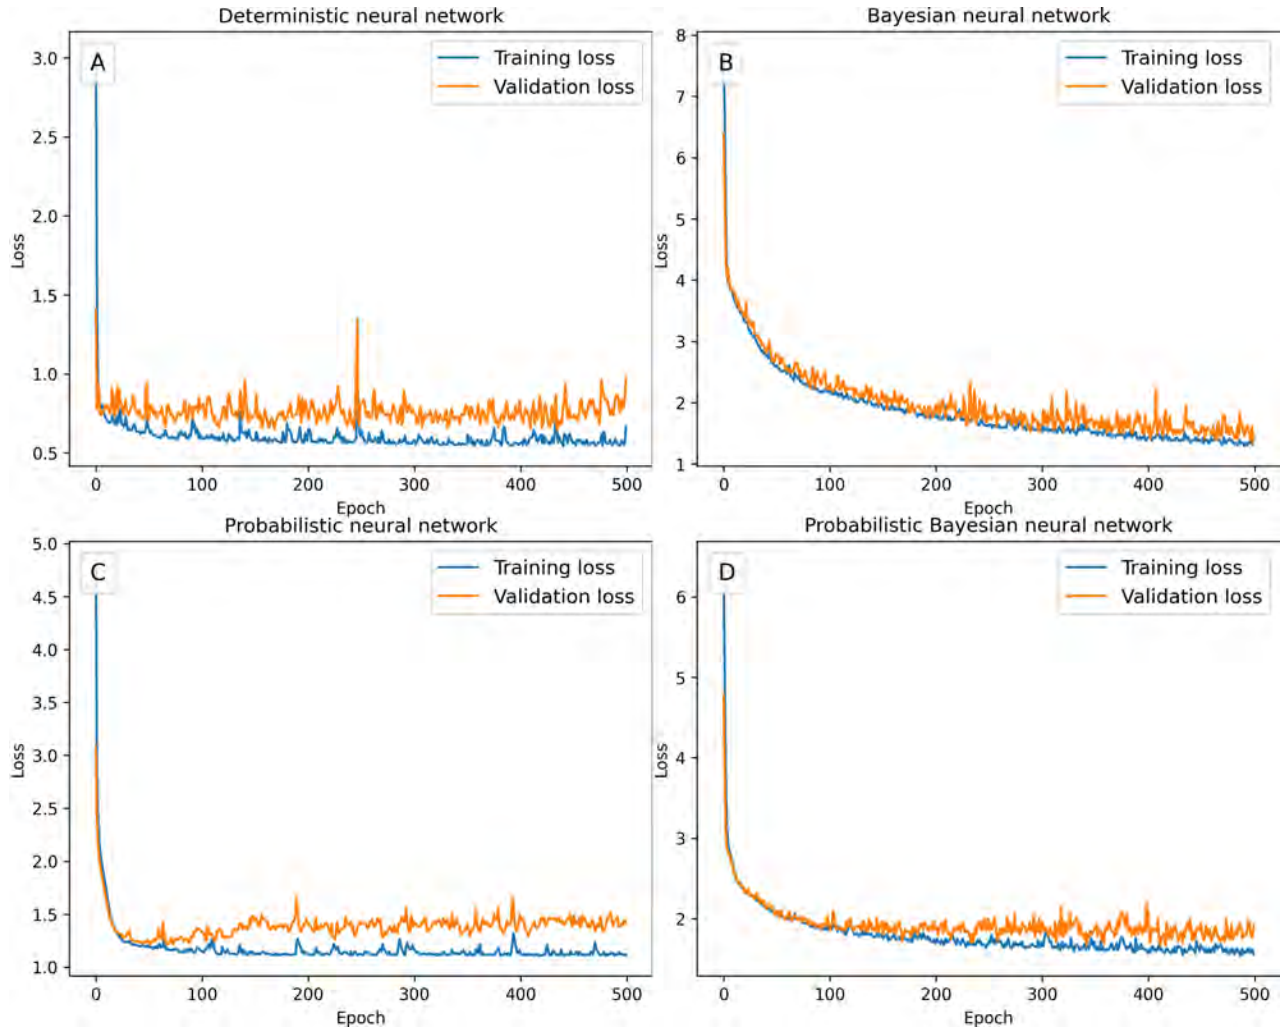 Deterministic neural network
A
Training loss
Validation loss
3.0
2.5
2.0
1.5
1.0
0.5
Loss
0 100 200 300 400 500
Epoch
Bayesian neural network
B
Training loss
Validation loss
8
7
6
5
4
3
2
1
Loss
0 100 200 300 400 500
Epoch
Probabilistic neural network
C
Training loss
Validation loss
5.0
4.5
4.0
3.5
3.0
2.5
2.0
1.5
1.0
Loss
0 100 200 300 400 500
Epoch
Probabilistic Bayesian neural network
D
Training loss
Validation loss
6
5
4
3
2
Loss
0 100 200 300 400 500
Epoch